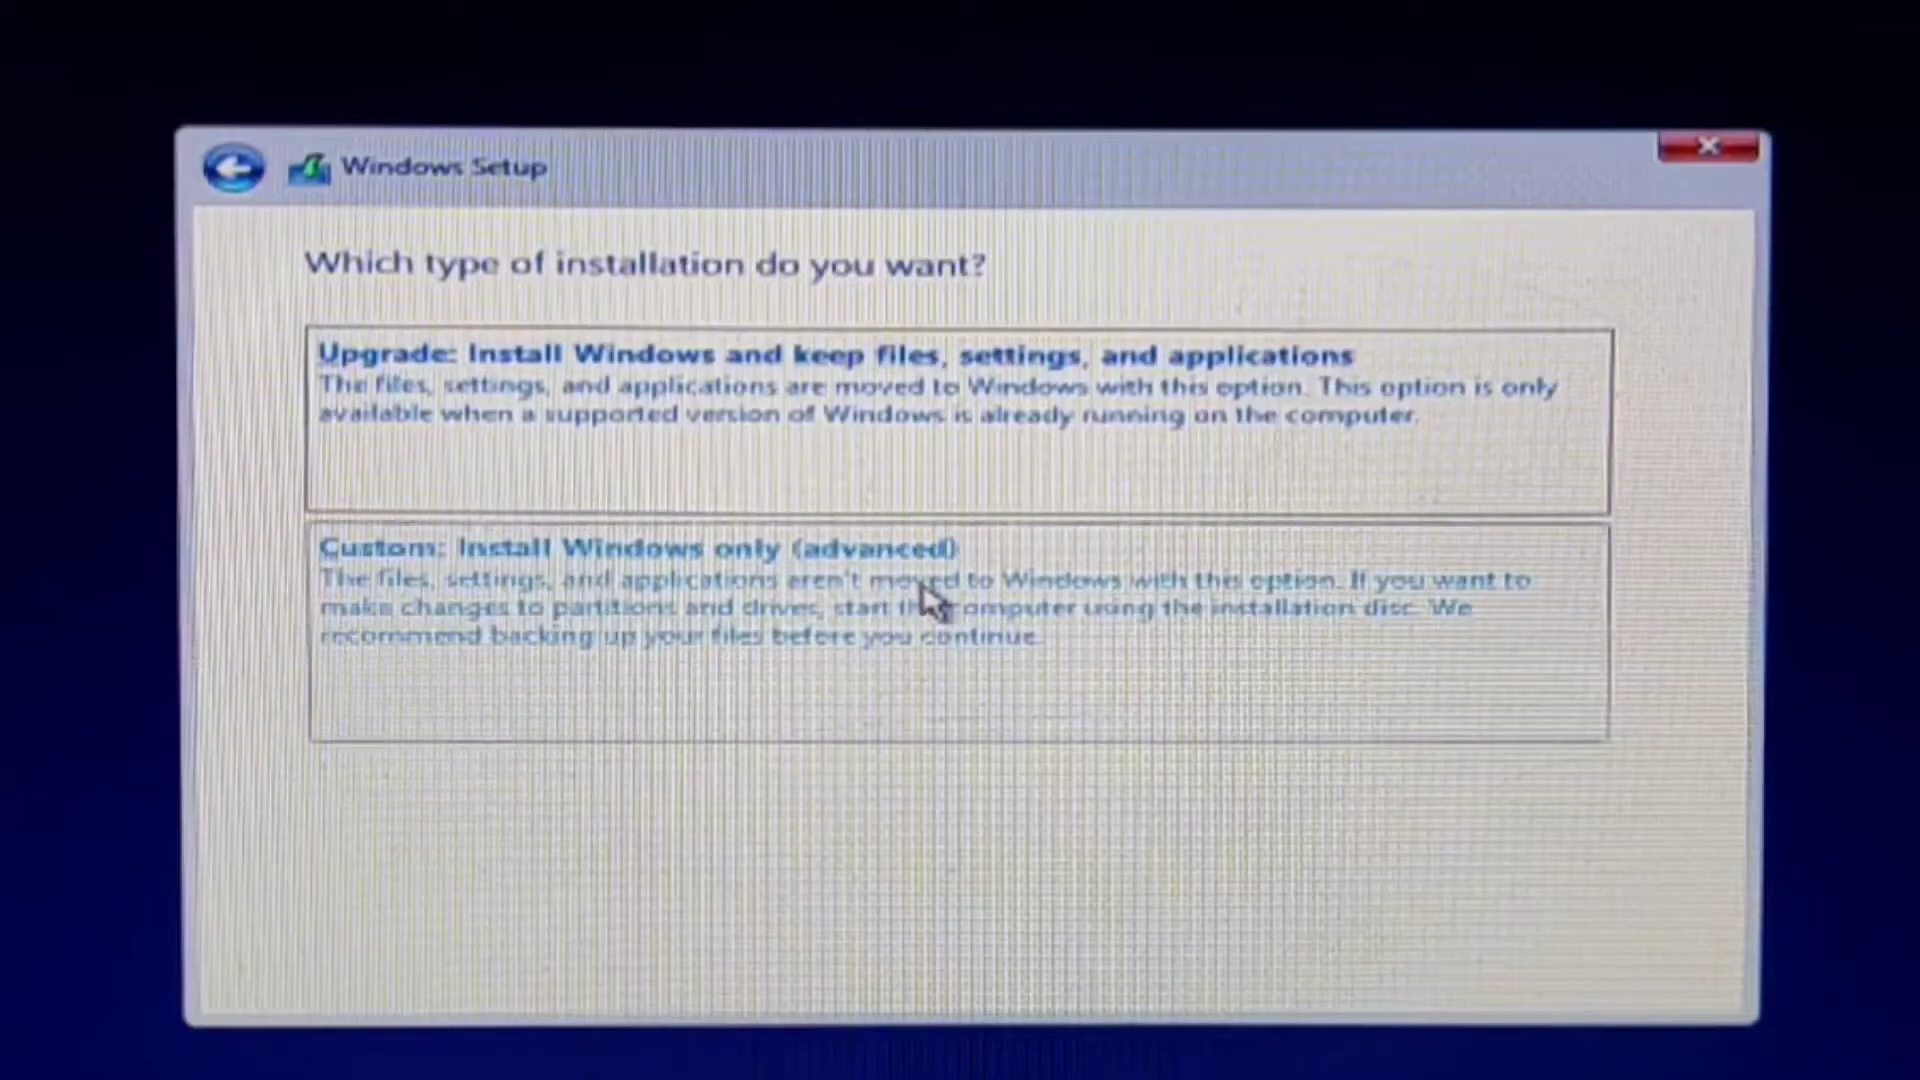 Windows Setup
Which type of installation do you want?
Upgrade: Install Windows and keep files, settings, and applications
The files, settings, and applications are moved to Windows with this option. This option is only
available when a supported version of Windows is already running on the computer.
Custom: Install Windows only (advanced)
The files, settings, and applications aren't moved to Windows with this option. If you want to
make changes to partitions and drives, start the computer using the installation disc. We
recommend backing up your files before you continue.